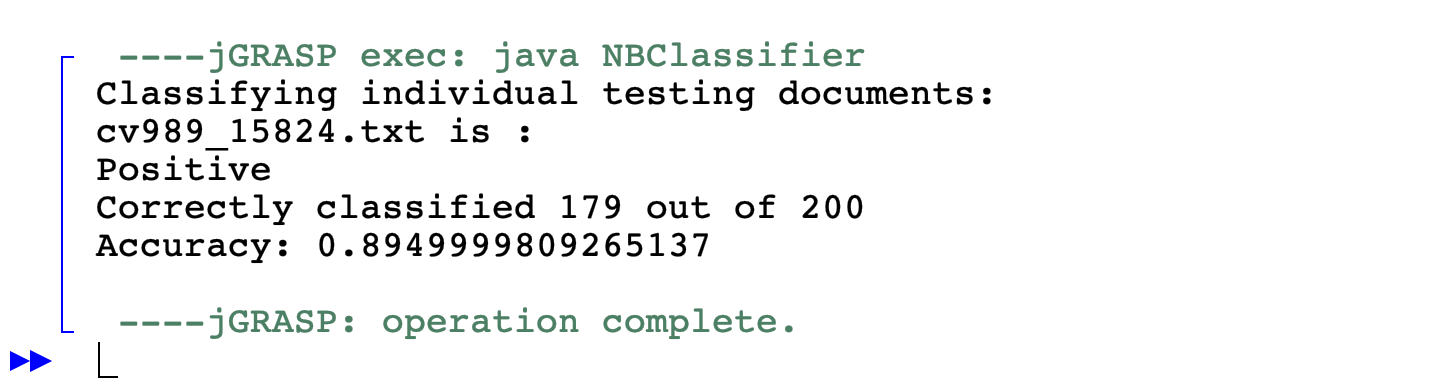 ----jGRASP exec: java NBClassifier
Classifying individual testing documents:
cv989_15824.txt is :
Positive
Correctly classified 179 out of 200
Accuracy: 0.8949999809265137
----jGRASP: operation complete.